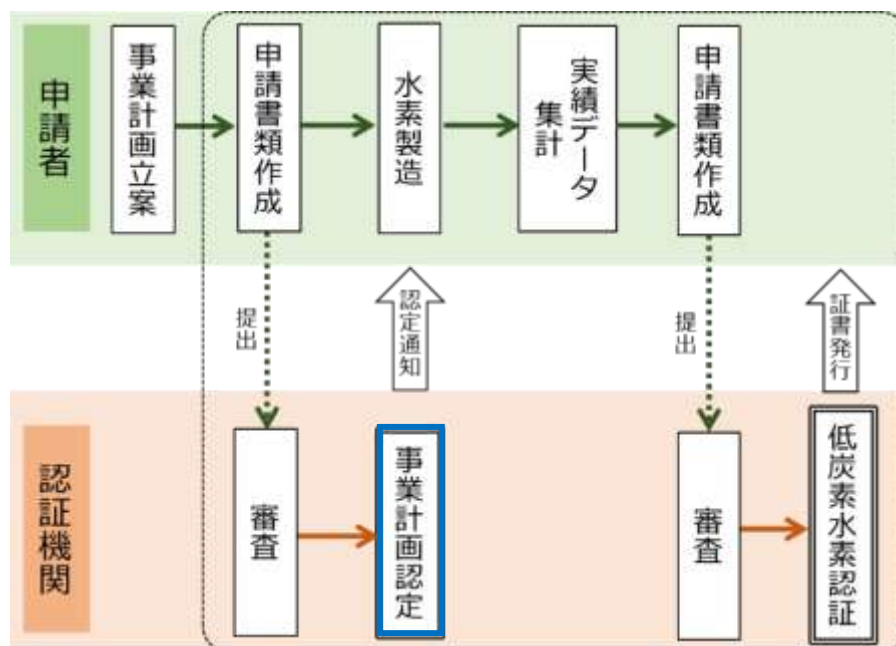 申請者
事業計画立案
申請書類作成
水素製造
実績データ
集計
申請書類作成
提出
認定通知
提出
証書発行
認証機関
審査
事業計画認定
審査
低炭素水素認証